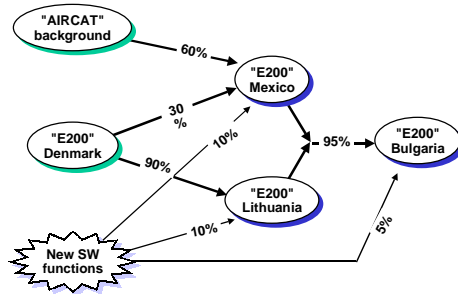 "AIRCAT"
background
60%
"E200"
Mexico
30
%
10%
"E200"
Denmark
95%
"E200"
Bulgaria
90%
"E200"
Lithuania
10%
5%
New SW
functions